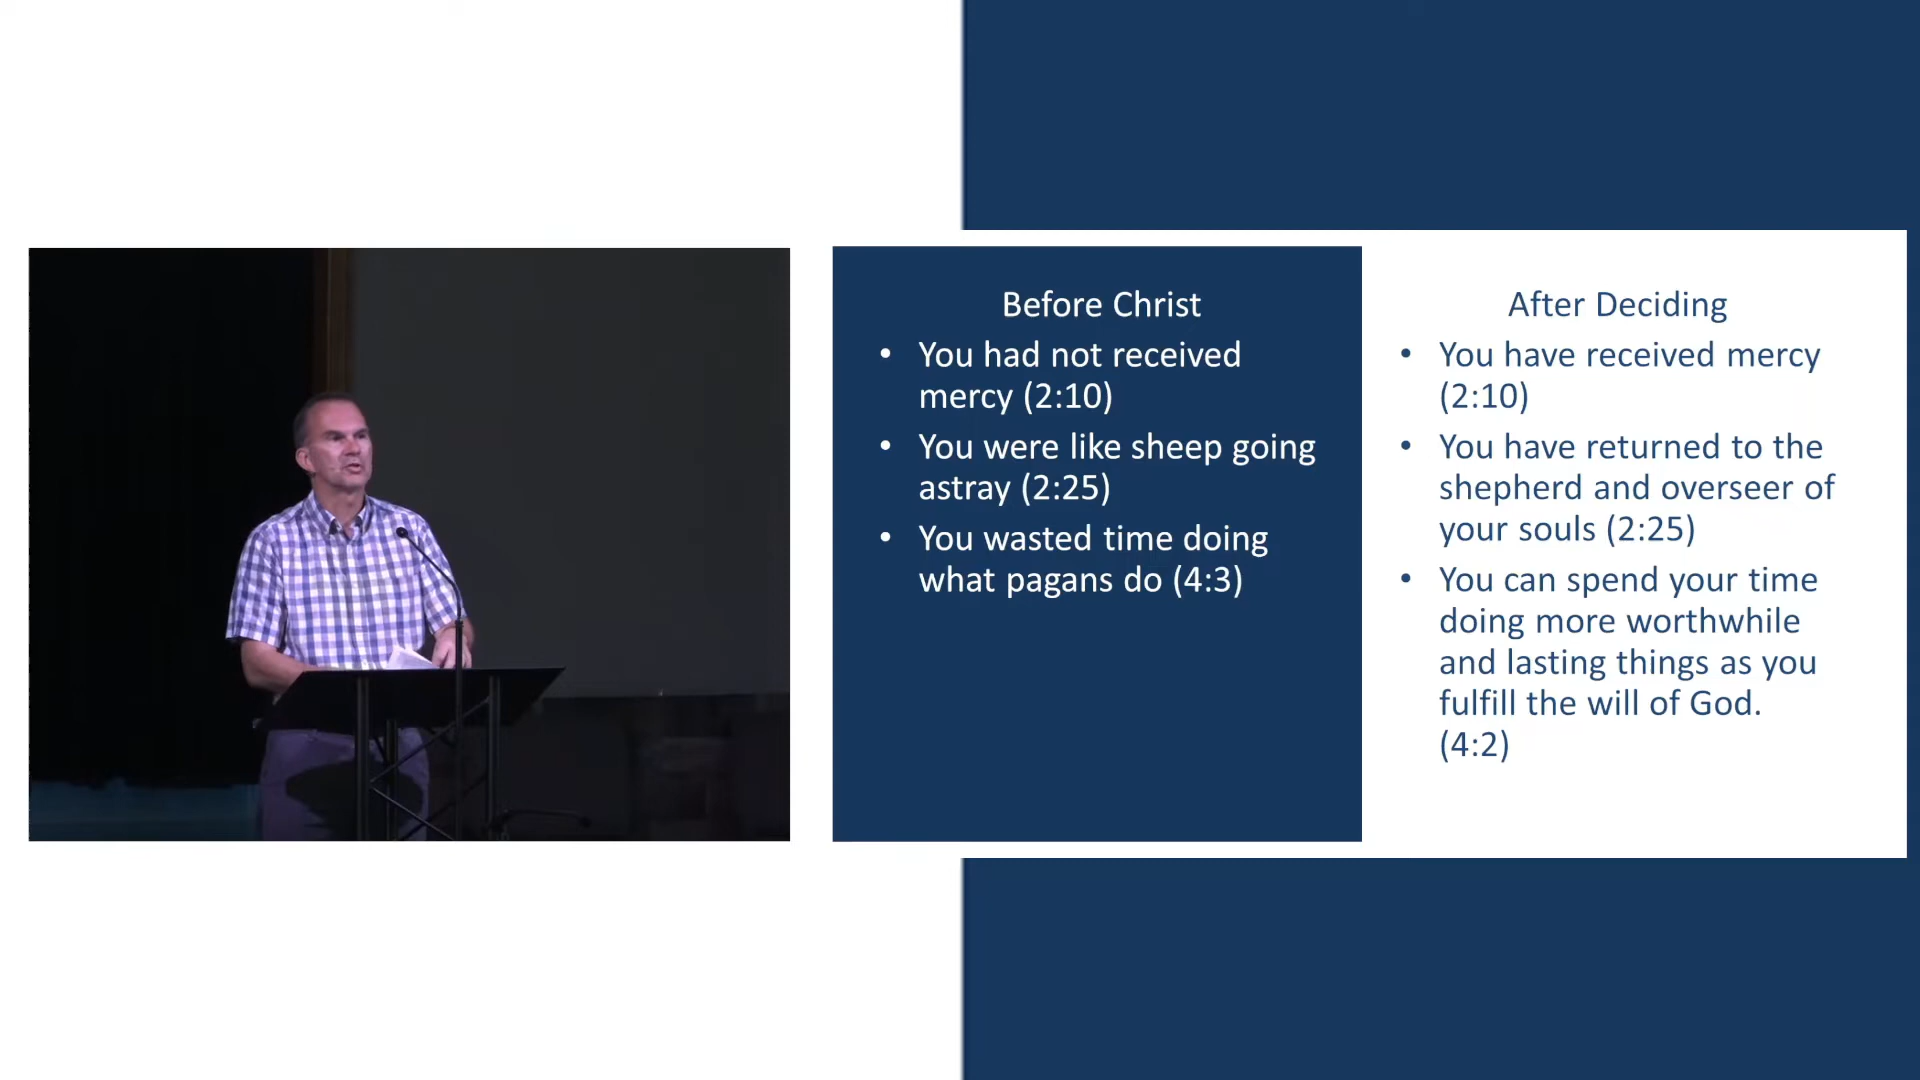 Before Christ
• You had not received
mercy (2:10)
• You were like sheep going
astray (2:25)
• You wasted time doing
what pagans do (4:3)
After Deciding
• You have received mercy
(2:10)
• You have returned to the
shepherd and overseer of
your souls (2:25)
• You can spend your time
doing more worthwhile
and lasting things as you
fulfill the will of God.
(4:2)